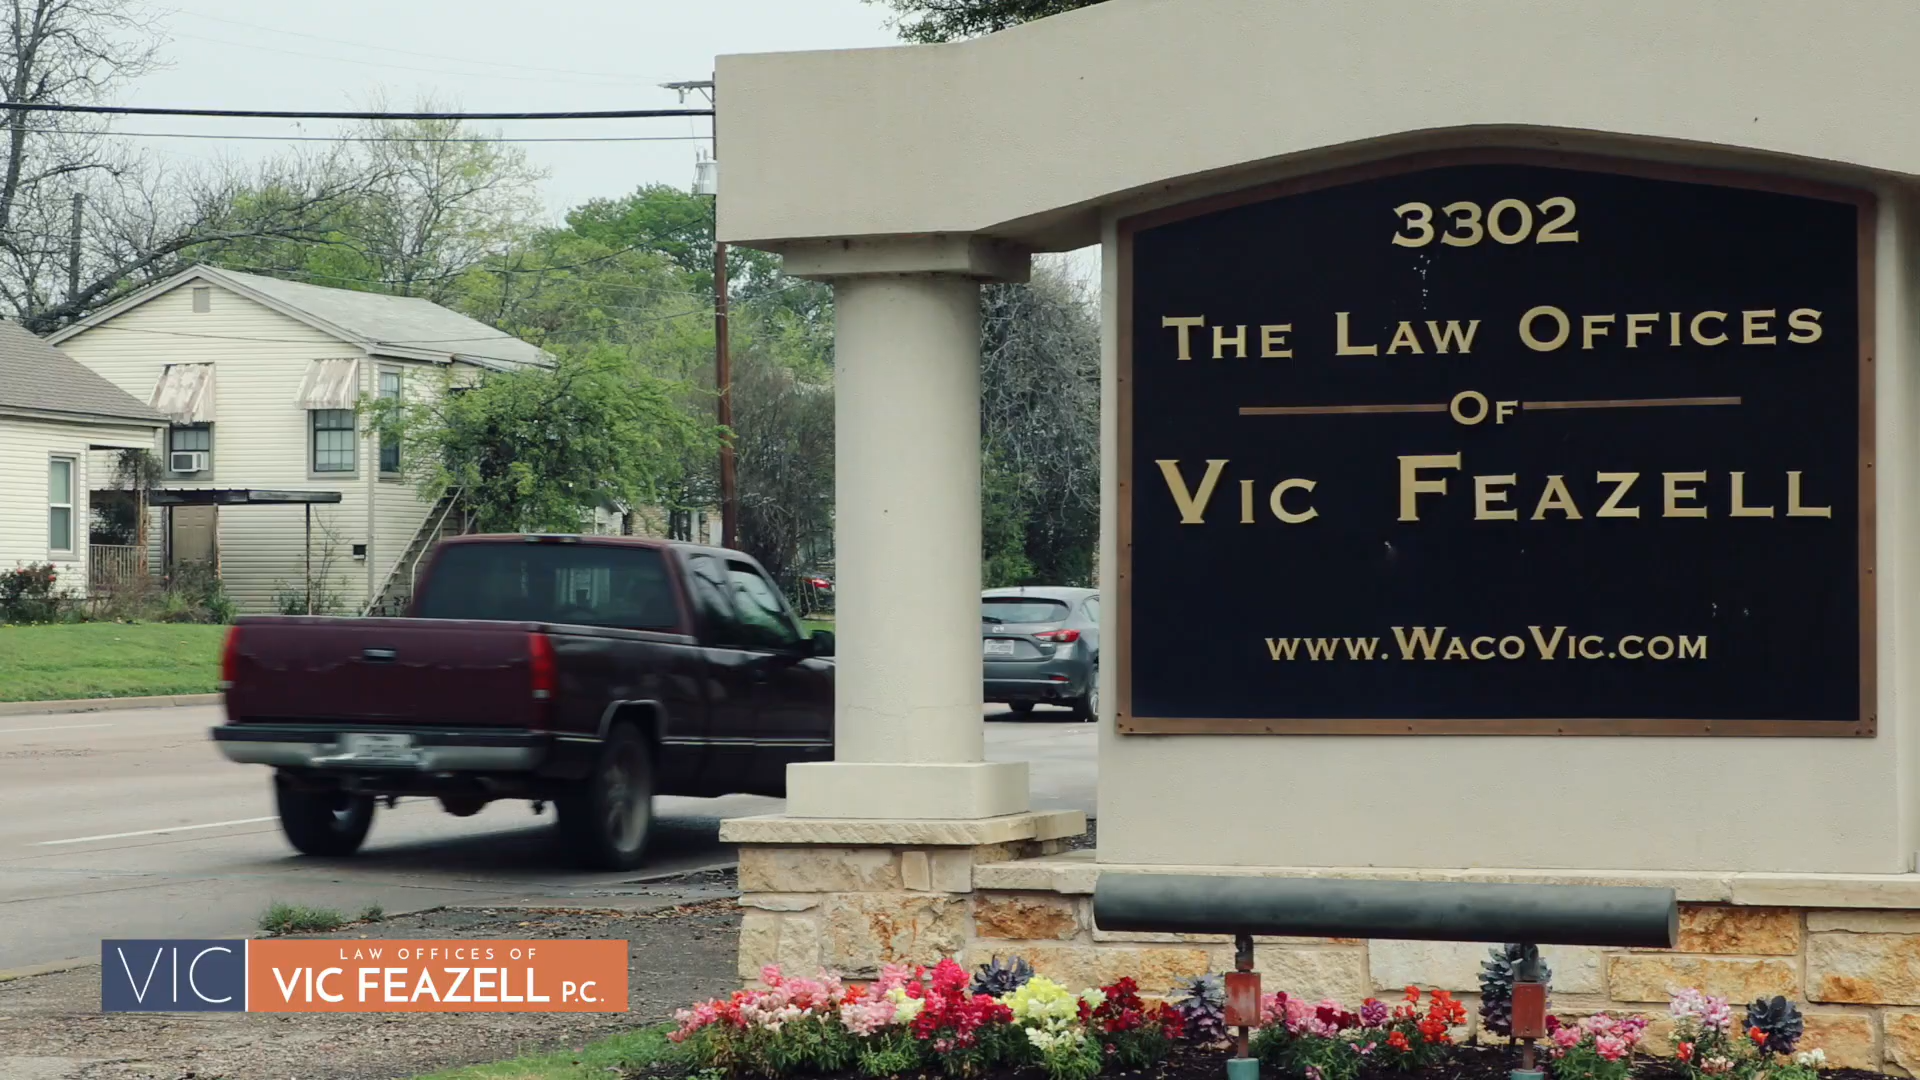 3302
THE LAW OFFICES
OF
VIC FEAZELL
WWW.WACOVIC.COM
VIC
LAW OFFICES OF
VIC FEAZELL P.C.